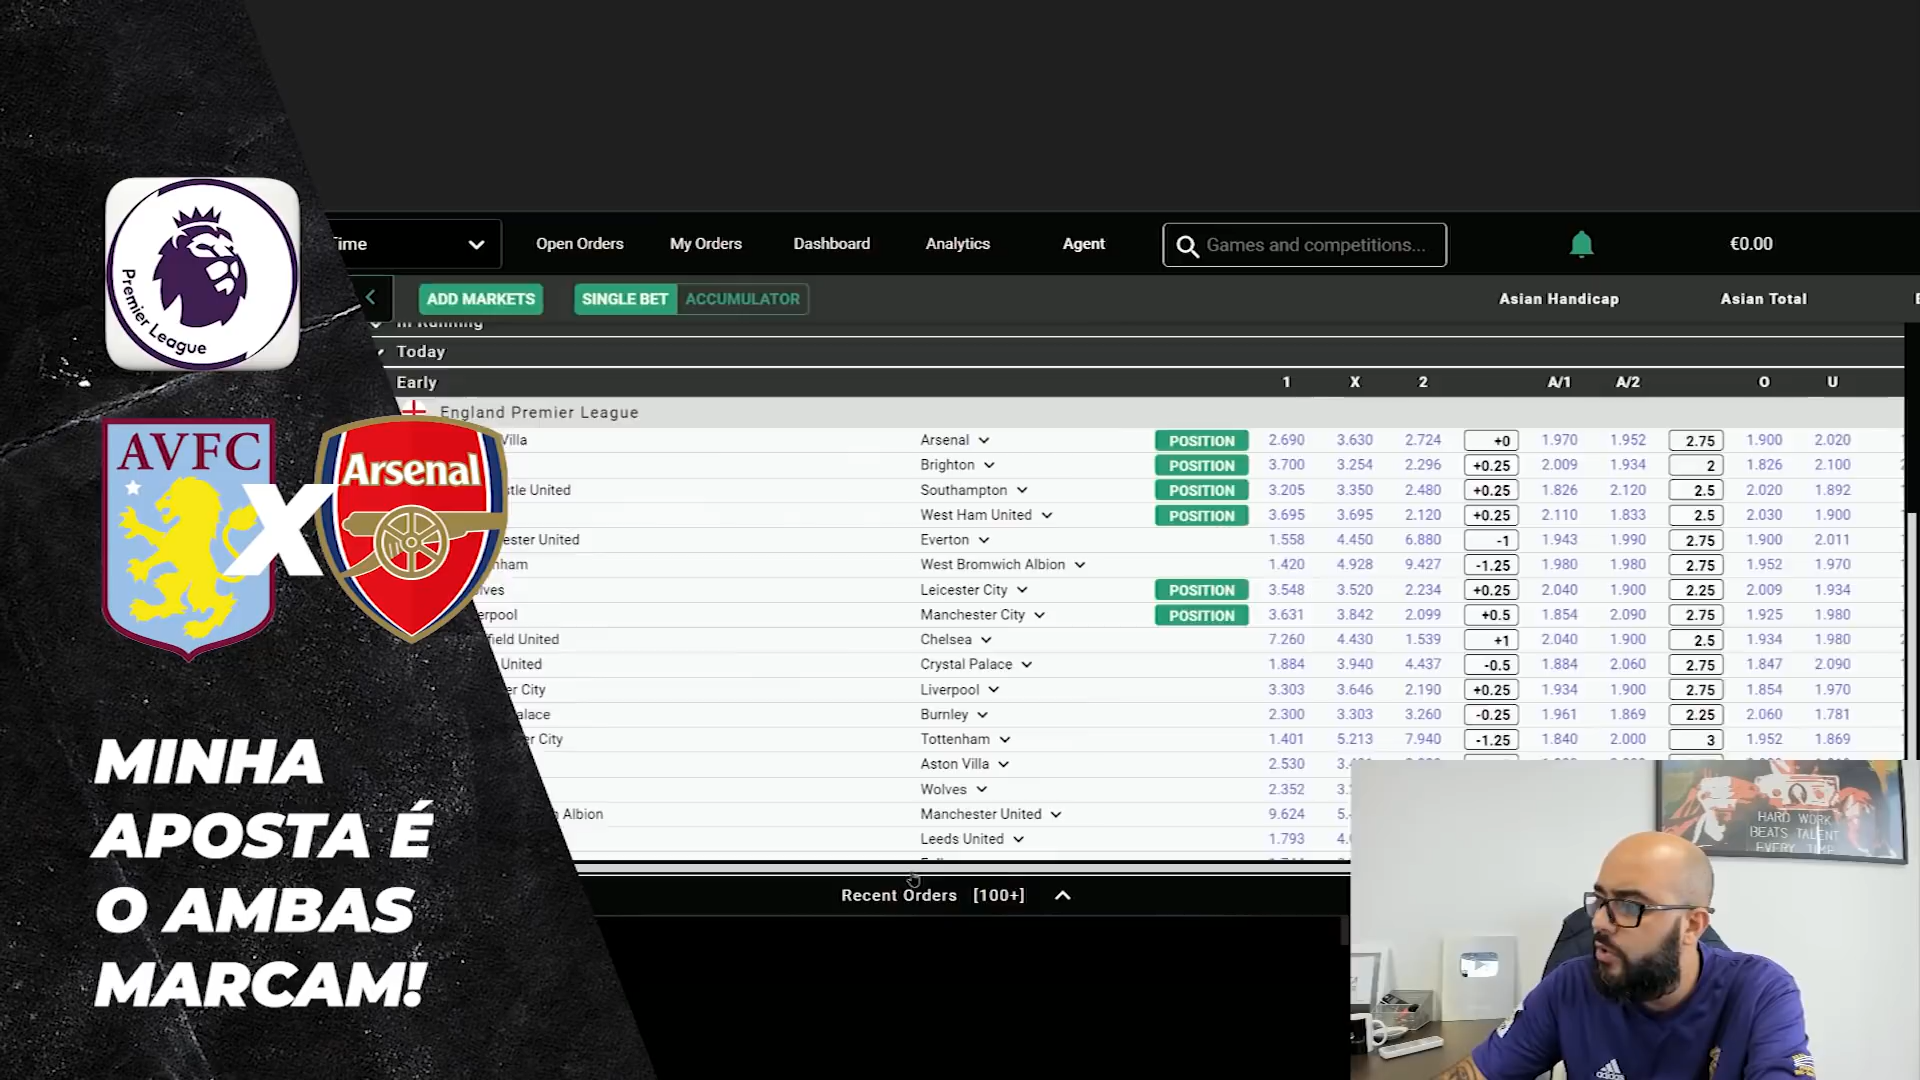 Premier League
AVFC
X
Arsenal
MINHA
APOSTA É
O AMBAS
MARCAM!
Time
Open Orders
My Orders
Dashboard
Analytics
Agent
Games and competitions...
€0.00
ADD MARKETS
SINGLE BET
ACCUMULATOR
Asian Handicap
Asian Total
In Running
Today
Early 1 X 2 A/1 A/2 O U
England Premier League
Villa Arsenal POSITION 2.690 3.630 2.724 +0 1.970 1.952 2.75 1.900 2.020
Brighton POSITION 3.700 3.254 2.296 +0.25 2.009 1.934 2 1.826 2.100
stle United Southampton POSITION 3.205 3.350 2.480 +0.25 1.826 2.120 2.5 2.020 1.892
West Ham United POSITION 3.695 3.695 2.120 +0.25 2.110 1.833 2.5 2.030 1.900
ester United Everton 1.558 4.450 6.880 -1 1.943 1.990 2.75 1.900 2.011
nham West Bromwich Albion 1.420 4.928 9.427 -1.25 1.980 1.980 2.75 1.952 1.970
lves Leicester City POSITION 3.548 3.520 2.234 +0.25 2.040 1.900 2.25 2.009 1.934
erpool Manchester City POSITION 3.631 3.842 2.099 +0.5 1.854 2.090 2.75 1.925 1.980
field United Chelsea 7.260 4.430 1.539 +1 2.040 1.900 2.5 1.934 1.980
United Crystal Palace 1.884 3.940 4.437 -0.5 1.884 2.060 2.75 1.847 2.090
er City Liverpool 3.303 3.646 2.190 +0.25 1.934 1.900 2.75 1.854 1.970
alace Burnley 2.300 3.303 3.260 -0.25 1.961 1.869 2.25 2.060 1.781
er City Tottenham 1.401 5.213 7.940 -1.25 1.840 2.000 3 1.952 1.869
Aston Villa 2.530
Wolves 2.352
Albion Manchester United 9.624
Leeds United 1.793
Recent Orders [100+]
HARD WORK
BEATS TALENT
EVERY TIME
adidas